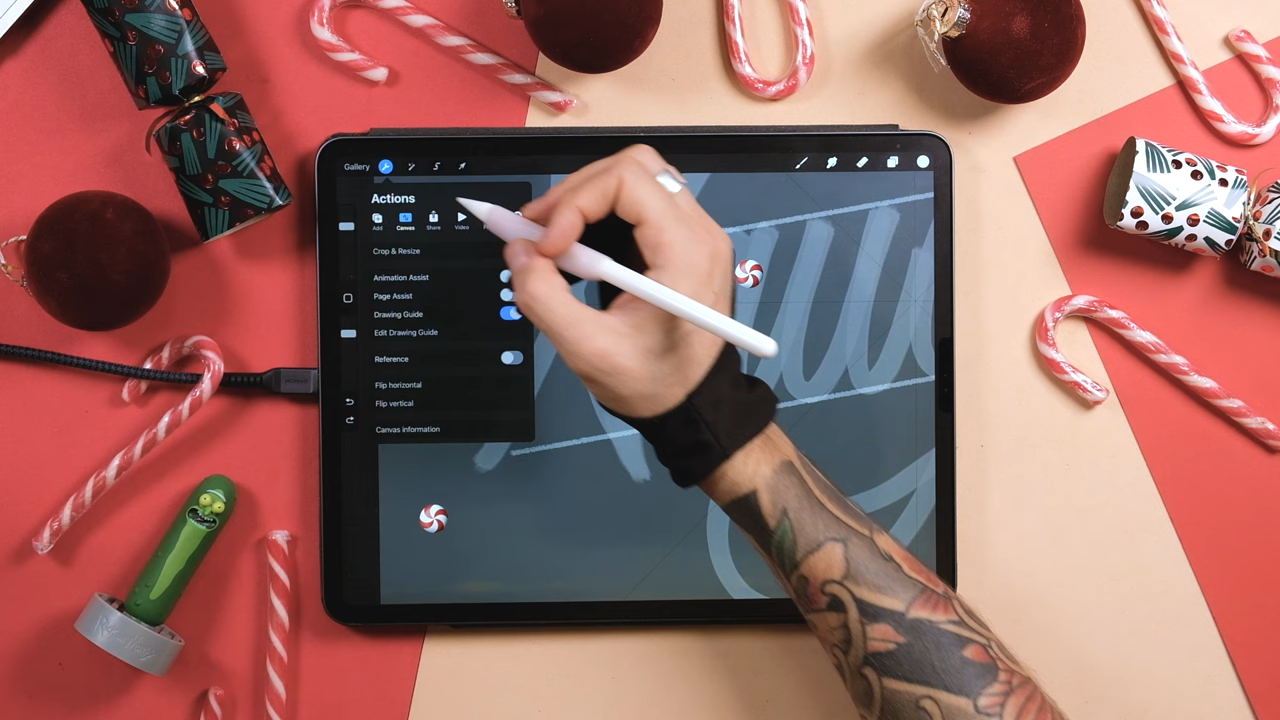 Gallery
Actions
Add Canvas Share Video
Crop & Resize
Animation Assist
Page Assist
Drawing Guide
Edit Drawing Guide
Reference
Flip horizontal
Flip vertical
Canvas information